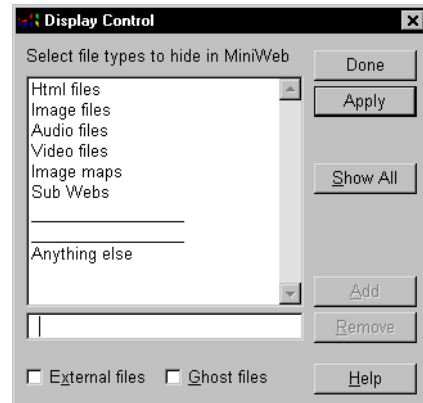 Display Control
Select file types to hide in MiniWeb
Done
Html files
Apply
Image files
Audio files
Video files
Image maps
Show All
Sub Webs
Anything else
Add
Remove
External files
Ghost files
Help